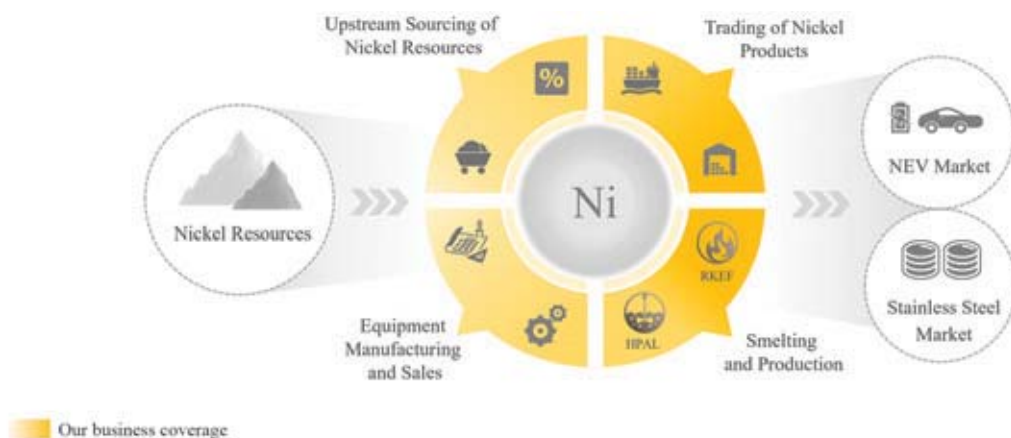 Upstream Sourcing of
Nickel Resources
Trading of Nickel
Products
%
Nickel Resources
Ni
NEV Market
RKEF
HPAL
Stainless Steel
Market
Equipment
Manufacturing
and Sales
Smelting
and Production
Our business coverage